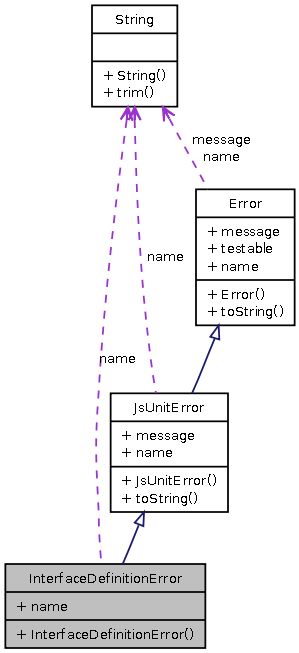 String
+ String()
+ trim()
message
name
Error
+ message
+ testable
+ name
+ Error()
+ toString()
name
name
JsUnitError
+ message
+ name
+ JsUnitError()
+ toString()
InterfaceDefinitionError
+ name
+ InterfaceDefinitionError()